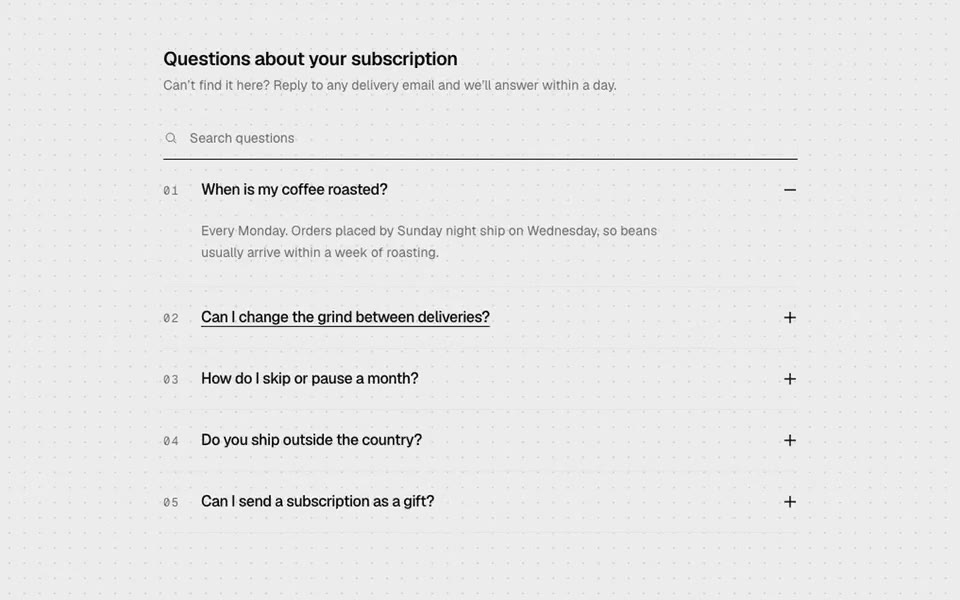 Questions about your subscription
Can't find it here? Reply to any delivery email and we'll answer within a day.
Search questions
01 When is my coffee roasted?
Every Monday. Orders placed by Sunday night ship on Wednesday, so beans
usually arrive within a week of roasting.
02 Can I change the grind between deliveries?
03 How do I skip or pause a month?
04 Do you ship outside the country?
05 Can I send a subscription as a gift?